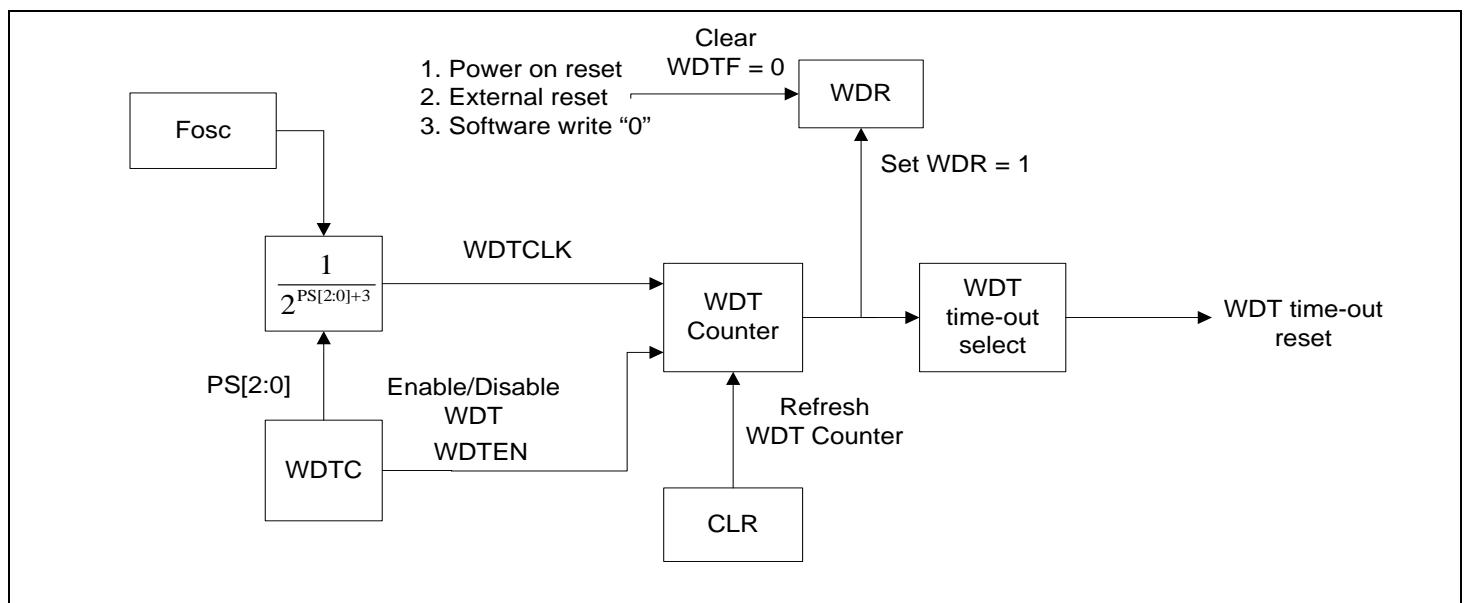 Clear
WDTF = 0
1. Power on reset
2. External reset
3. Software write “0”
WDR
Fosc
Set WDR = 1
1
2^PS[2:0]+3
WDTCLK
WDT
Counter
WDT
time-out
select
WDT time-out
reset
PS[2:0]
Enable/Disable
WDT
WDTEN
Refresh
WDT Counter
WDTC
CLR